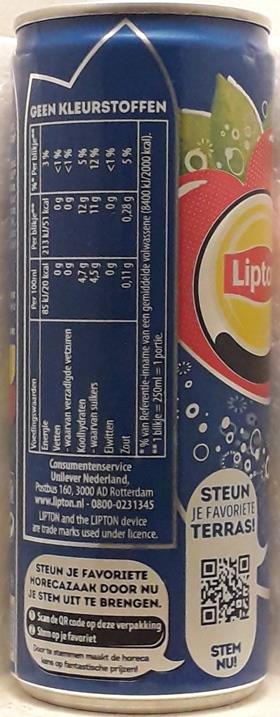 GEEN KLEURSTOFFEN
Voedingswaarden Per 100ml Per blikje** %* Per blikje**
Energie 85 kJ/20 kcal 213 kJ/51 kcal 3 %
Vetten 0 g 0 g <1 %
- waarvan verzadigde vetzuren 0 g 0 g <1 %
Koolhydraten 4,7 g 12 g 5 %
- waarvan suikers 4,5 g 11 g 12 %
Eiwitten 0 g 0 g <1 %
Zout 0,11 g 0,28 g 5 %
* % van Referentie-inname van een gemiddelde volwassene (8400 kJ/2000 kcal).
** 1 blikje = 250ml = 1 portie.
Consumentenservice
Unilever Nederland,
Postbus 160, 3000 AD Rotterdam
www.lipton.nl - 0800-0231345
LIPTON and the LIPTON device
are trade marks used under licence.
STEUN JE FAVORIETE
HORECAZAAK DOOR NU
JE STEM UIT TE BRENGEN.
1 Scan de QR code op deze verpakking
2 Stem op je favoriet
Door te stemmen maakt de horeca
kans op fantastische prijzen!
Lipto
STEUN
JE FAVORIETE
TERRAS!
STEM
NU!